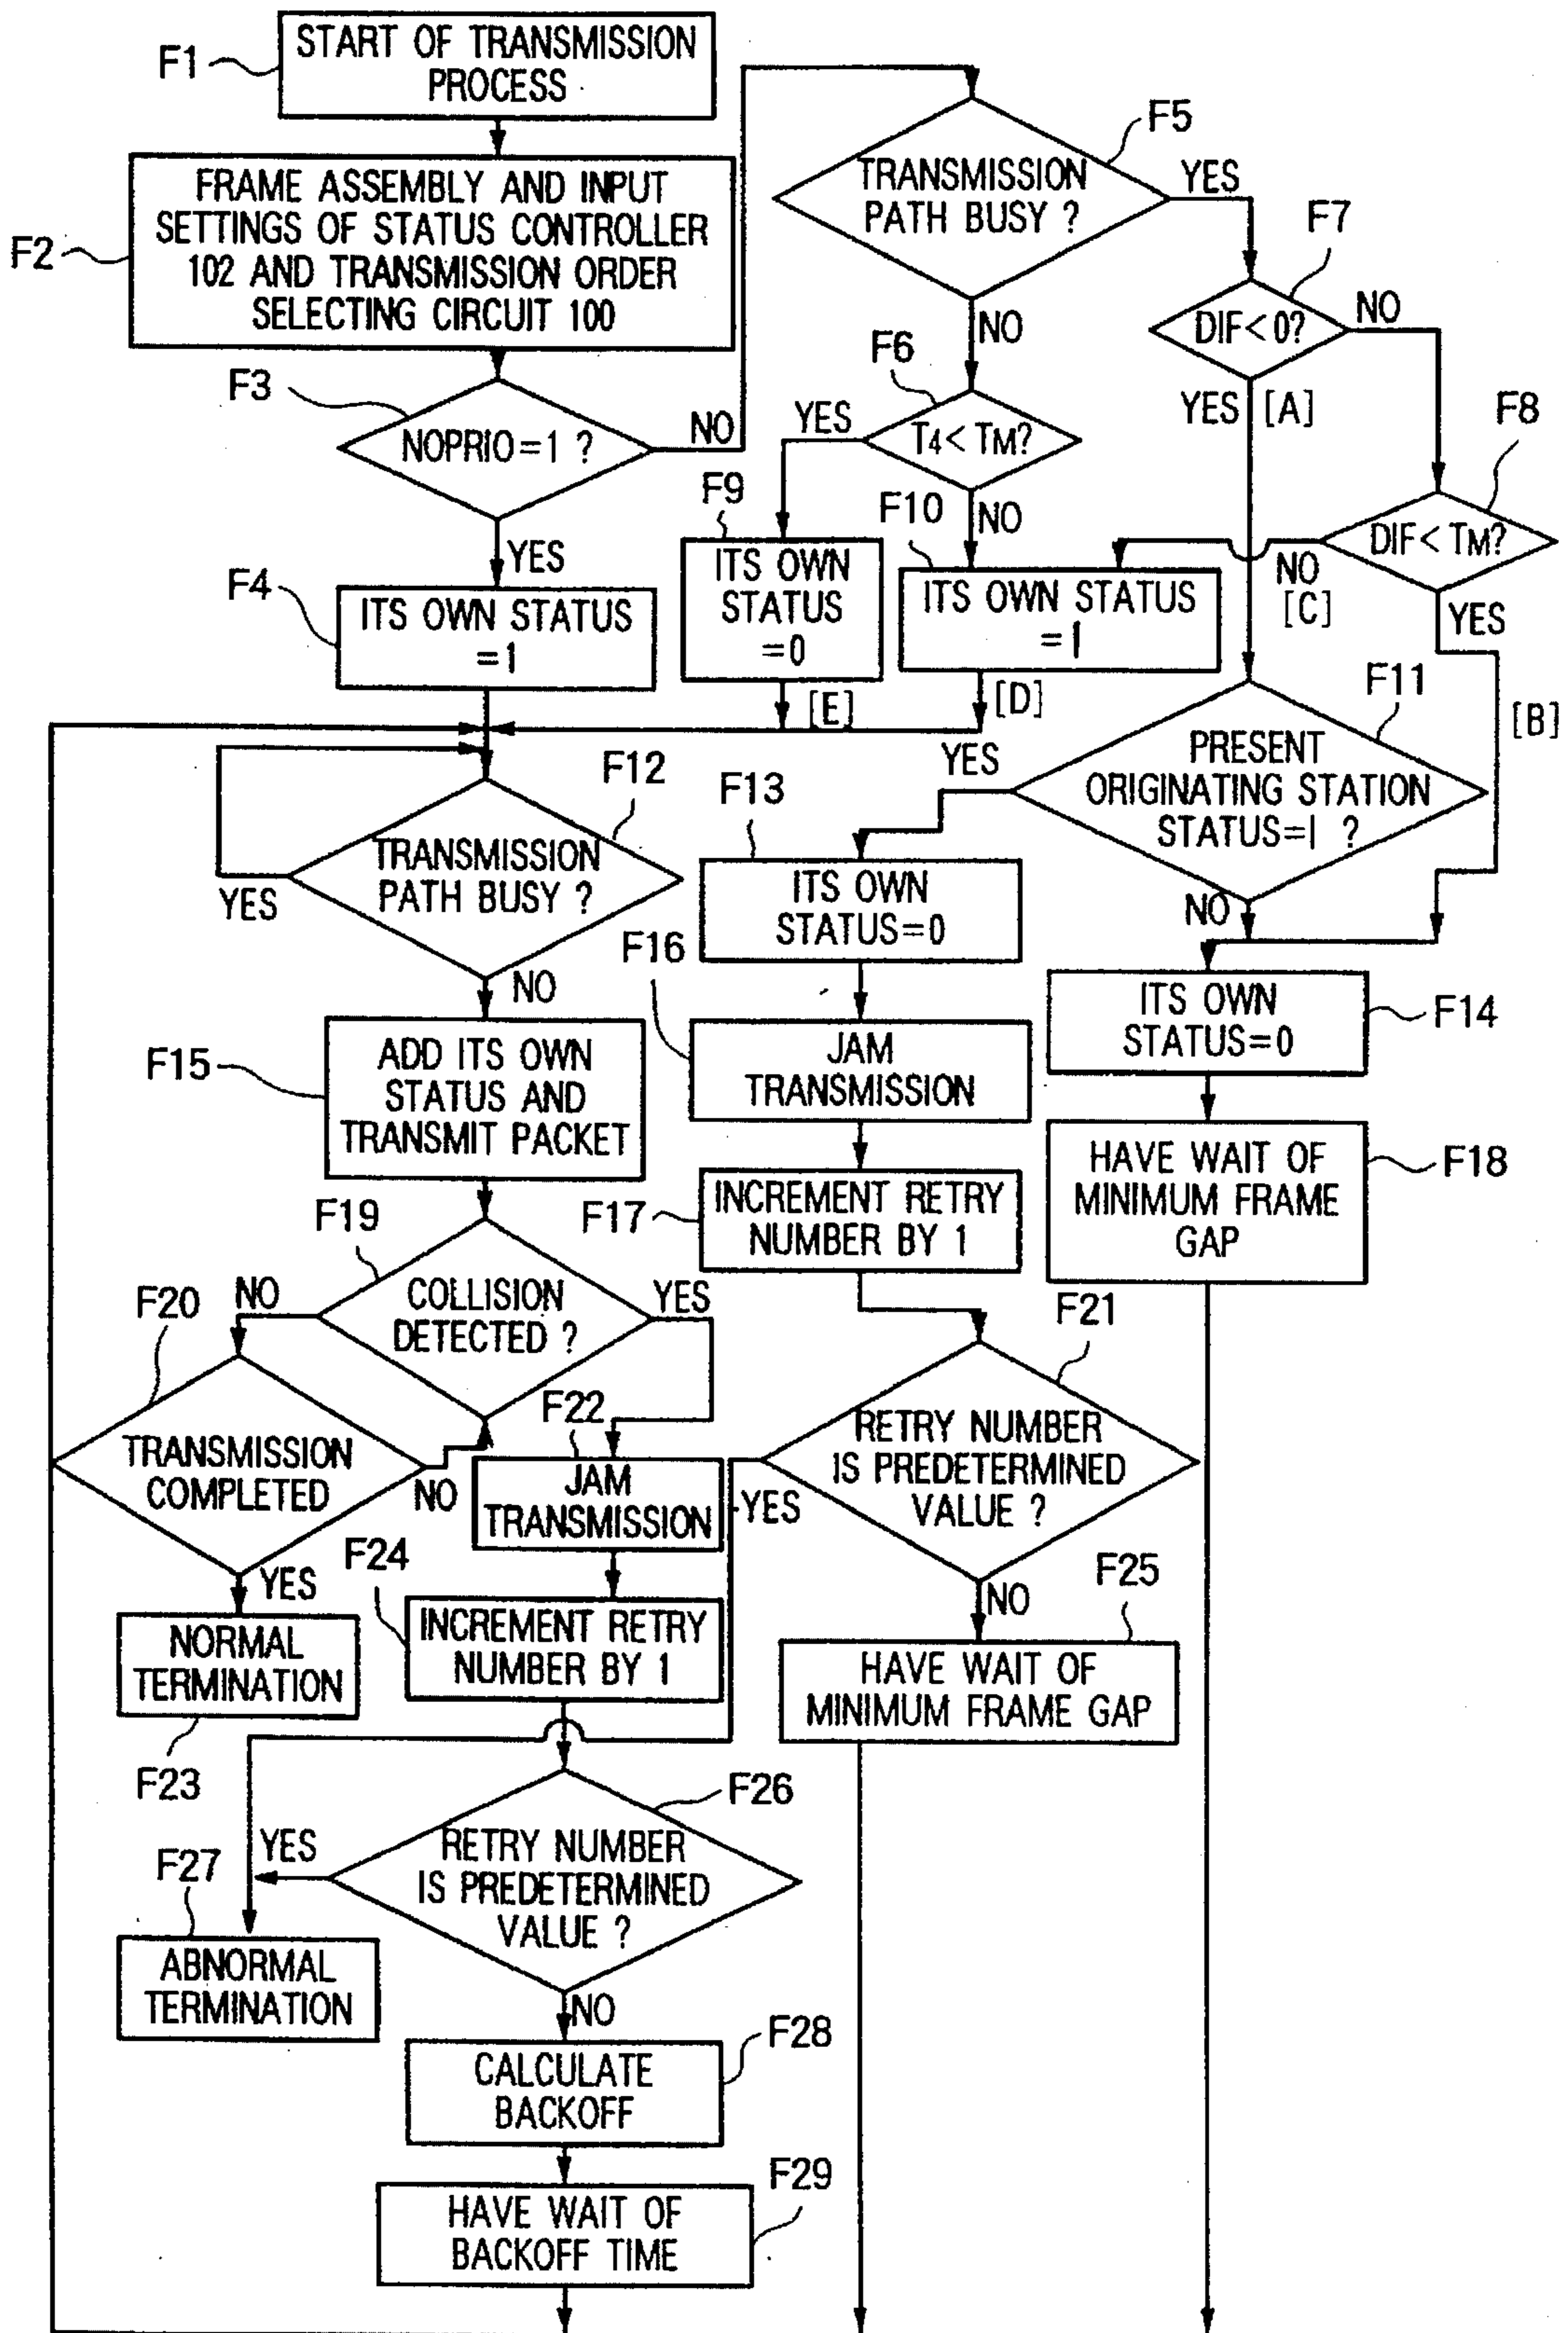 F1
START OF TRANSMISSION
PROCESS
F2
FRAME ASSEMBLY AND INPUT
SETTINGS OF STATUS CONTROLLER
102 AND TRANSMISSION ORDER
SELECTING CIRCUIT 100
F3
NOPRIO=1 ?
NO
YES
F4
ITS OWN STATUS
=1
F5
TRANSMISSION
PATH BUSY ?
YES
NO
F6
T4<TM?
YES
NO
F7
DIF<0?
NO
YES
[A]
F8
DIF<TM?
NO
[C]
YES
[B]
F9
ITS OWN
STATUS
=0
[E]
F10
ITS OWN STATUS
=1
[D]
F11
PRESENT
ORIGINATING STATION
STATUS=1 ?
YES
NO
F12
TRANSMISSION
PATH BUSY ?
YES
NO
F13
ITS OWN
STATUS=0
F14
ITS OWN
STATUS=0
F15
ADD ITS OWN
STATUS AND
TRANSMIT PACKET
F16
JAM
TRANSMISSION
F17
INCREMENT RETRY
NUMBER BY 1
F18
HAVE WAIT OF
MINIMUM FRAME
GAP
F19
COLLISION
DETECTED ?
NO
YES
F20
TRANSMISSION
COMPLETED
NO
YES
F21
RETRY NUMBER
IS PREDETERMINED
VALUE ?
YES
NO
F22
JAM
TRANSMISSION
F23
NORMAL
TERMINATION
F24
INCREMENT RETRY
NUMBER BY 1
F25
HAVE WAIT OF
MINIMUM FRAME GAP
F26
RETRY NUMBER
IS PREDETERMINED
VALUE ?
YES
NO
F27
ABNORMAL
TERMINATION
F28
CALCULATE
BACKOFF
F29
HAVE WAIT OF
BACKOFF TIME